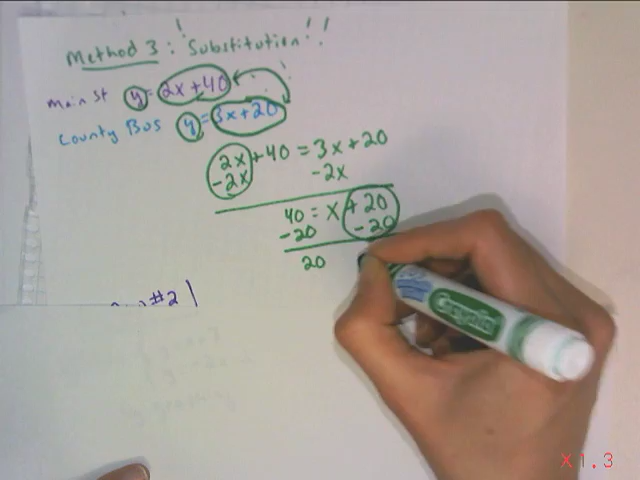 Method 3: Substitution!!
Main St y = 2x+40
County Bus y = 3x+20
2x+40 = 3x+20
-2x -2x
40 = x + 20
-20 -20
20
#2
X1.3